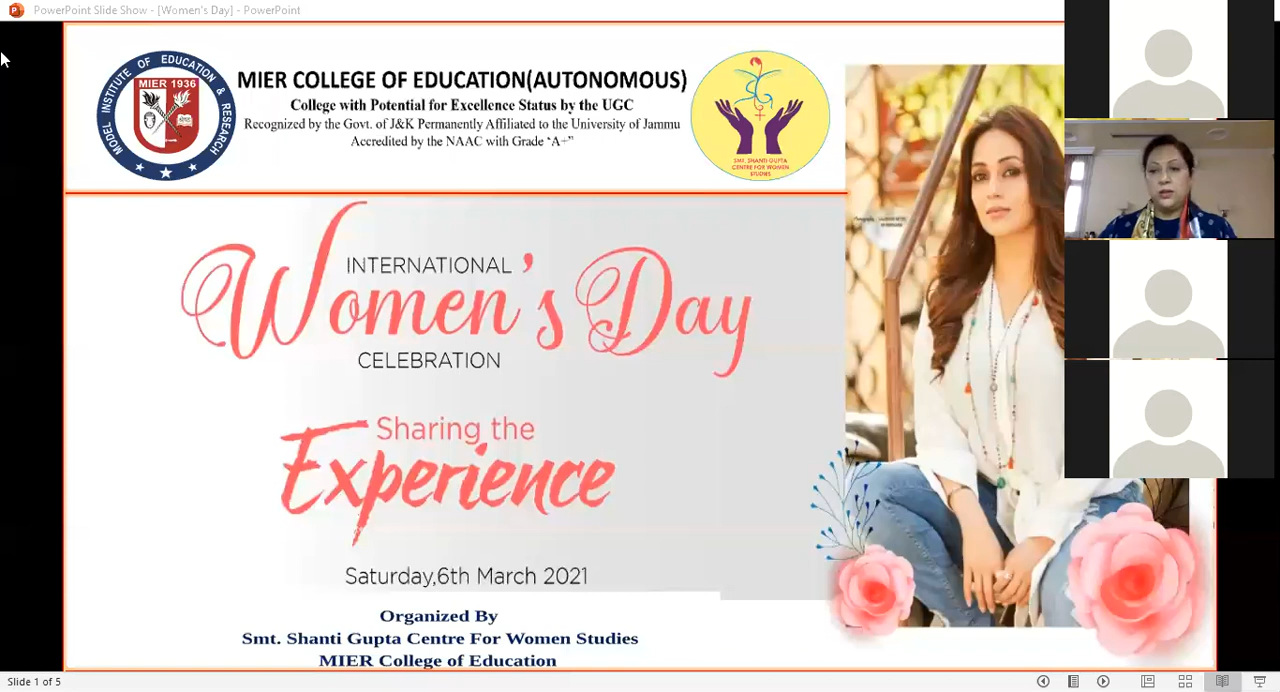 PowerPoint Slide Show - [Women's Day] - PowerPoint
MODEL INSTITUTE OF EDUCATION & RESEARCH
MIER 1936
MIER COLLEGE OF EDUCATION(AUTONOMOUS)
College with Potential for Excellence Status by the UGC
Recognized by the Govt. of J&K Permanently Affiliated to the University of Jammu
Accredited by the NAAC with Grade ‘A+”
SMT. SHANTI GUPTA
CENTRE FOR WOMEN
STUDIES
INTERNATIONAL
Women’s Day
CELEBRATION
Sharing the
Experience
Saturday,6th March 2021
Organized By
Smt. Shanti Gupta Centre For Women Studies
MIER College of Education
Slide 1 of 5